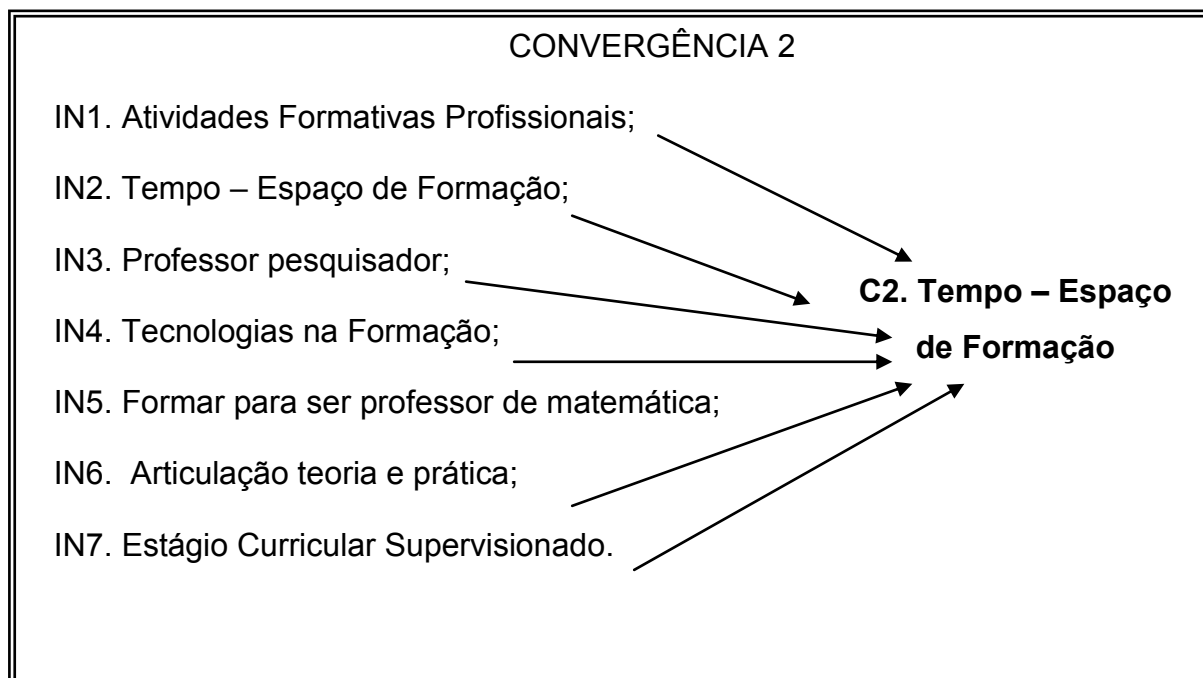 CONVERGÊNCIA 2
IN1. Atividades Formativas Profissionais;
IN2. Tempo – Espaço de Formação;
IN3. Professor pesquisador;
IN4. Tecnologias na Formação;
IN5. Formar para ser professor de matemática;
IN6. Articulação teoria e prática;
IN7. Estágio Curricular Supervisionado.
C2. Tempo – Espaço
de Formação